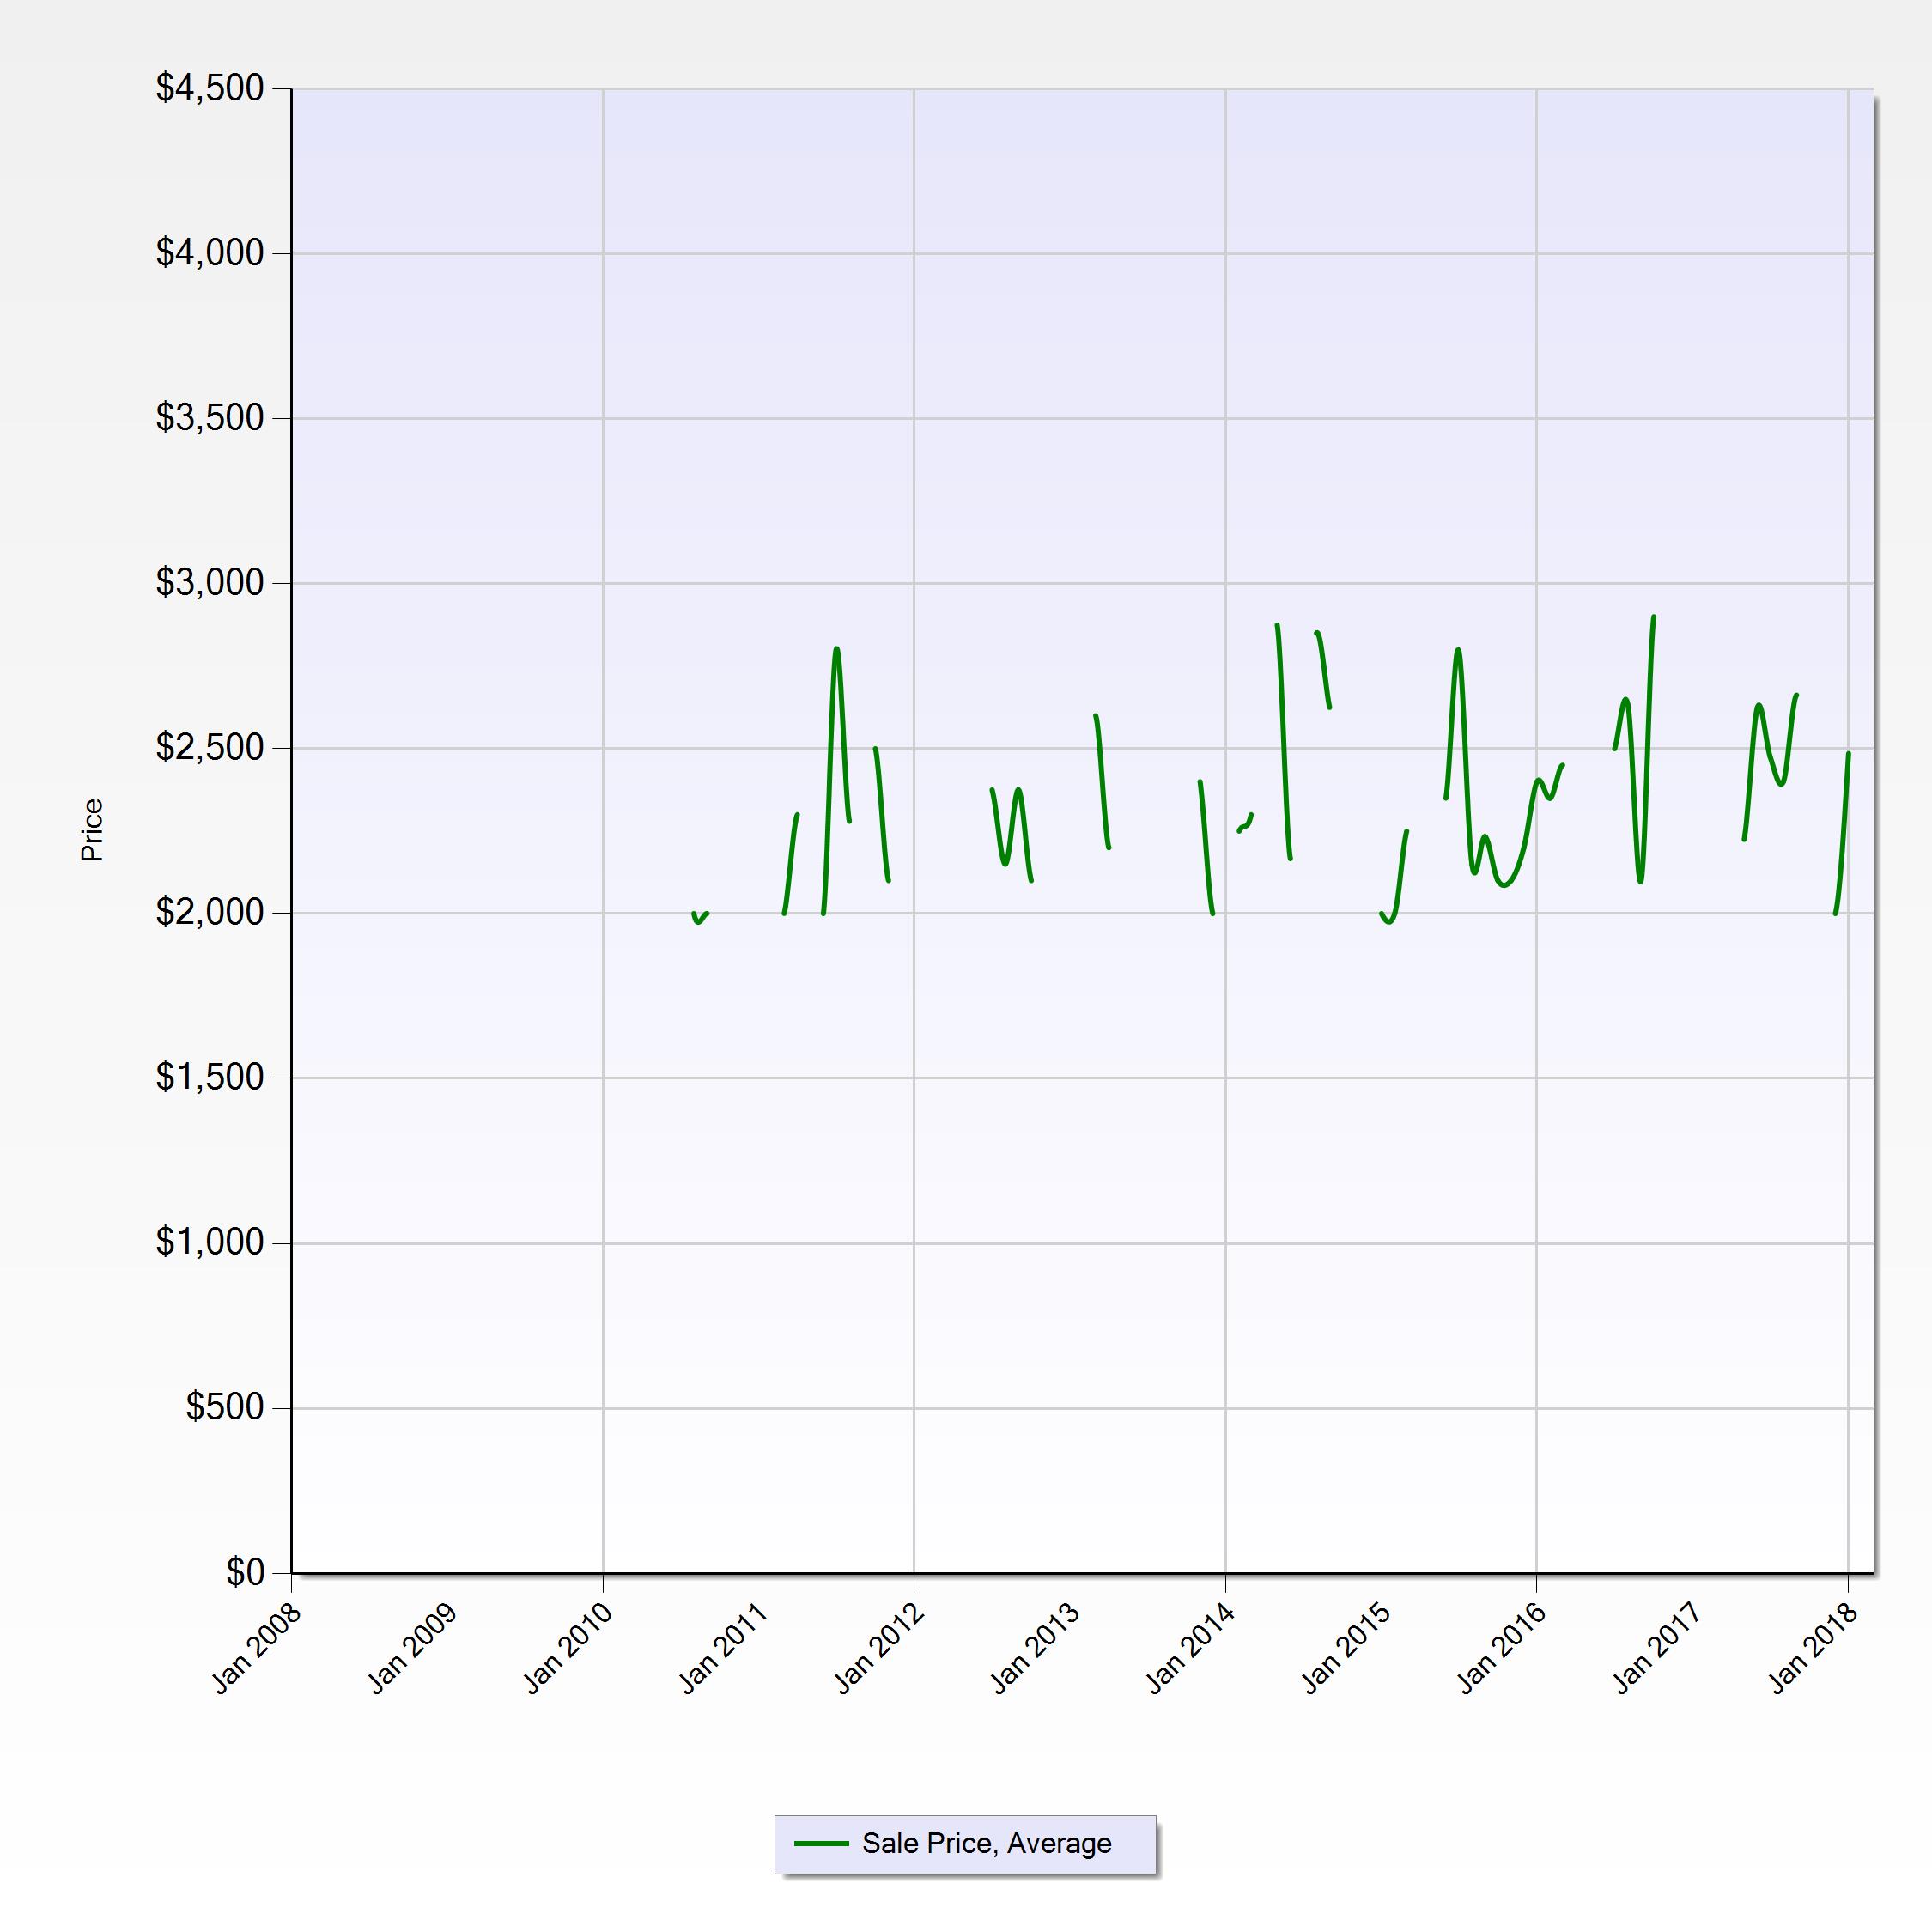 $4,500
$4,000
$3,500
$3,000
$2,500
$2,000
$1,500
$1,000
$500
$0
Price
Jan 2008
Jan 2009
Jan 2010
Jan 2011
Jan 2012
Jan 2013
Jan 2014
Jan 2015
Jan 2016
Jan 2017
Jan 2018
Sale Price, Average